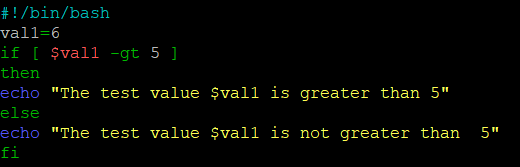 #!/bin/bash
val1=6
if [ $val1 -gt 5 ]
then
echo "The test value $val1 is greater than 5"
else
echo "The test value $val1 is not greater than  5"
fi